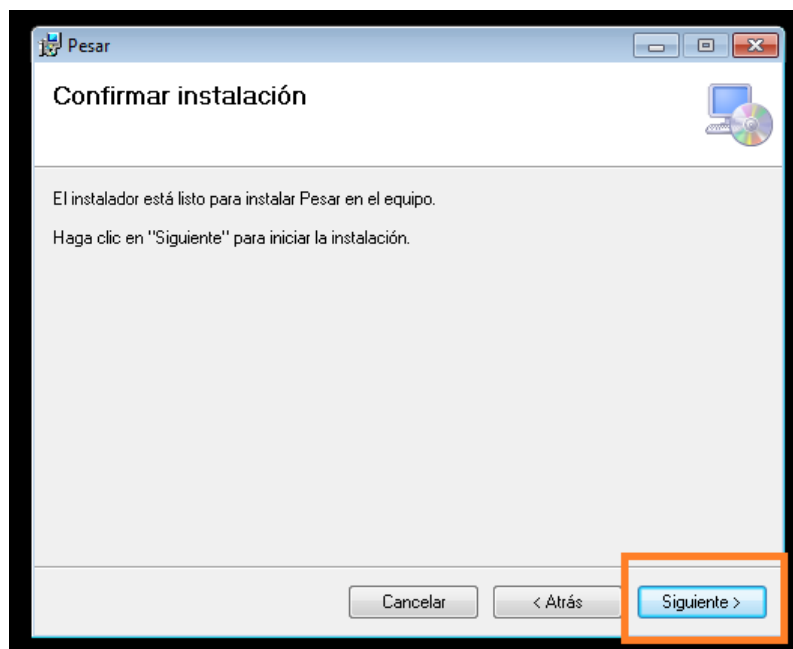 Pesar
Confirmar instalación
El instalador está listo para instalar Pesar en el equipo.
Haga clic en "Siguiente" para iniciar la instalación.
Cancelar
< Atrás
Siguiente >